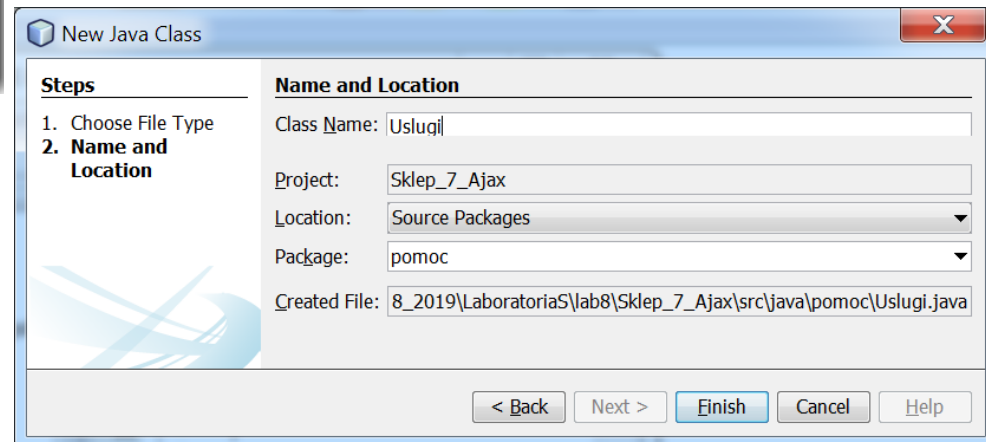 New Java Class
X
Steps
1. Choose File Type
2. Name and
Location
Name and Location
Class Name: Uslugi
Project: Sklep_7_Ajax
Location: Source Packages
Package: pomoc
Created File: 8_2019\LaboratoriaS\lab8\Sklep_7_Ajax\src\java\pomoc\Uslugi.java
< Back Next > Finish Cancel Help